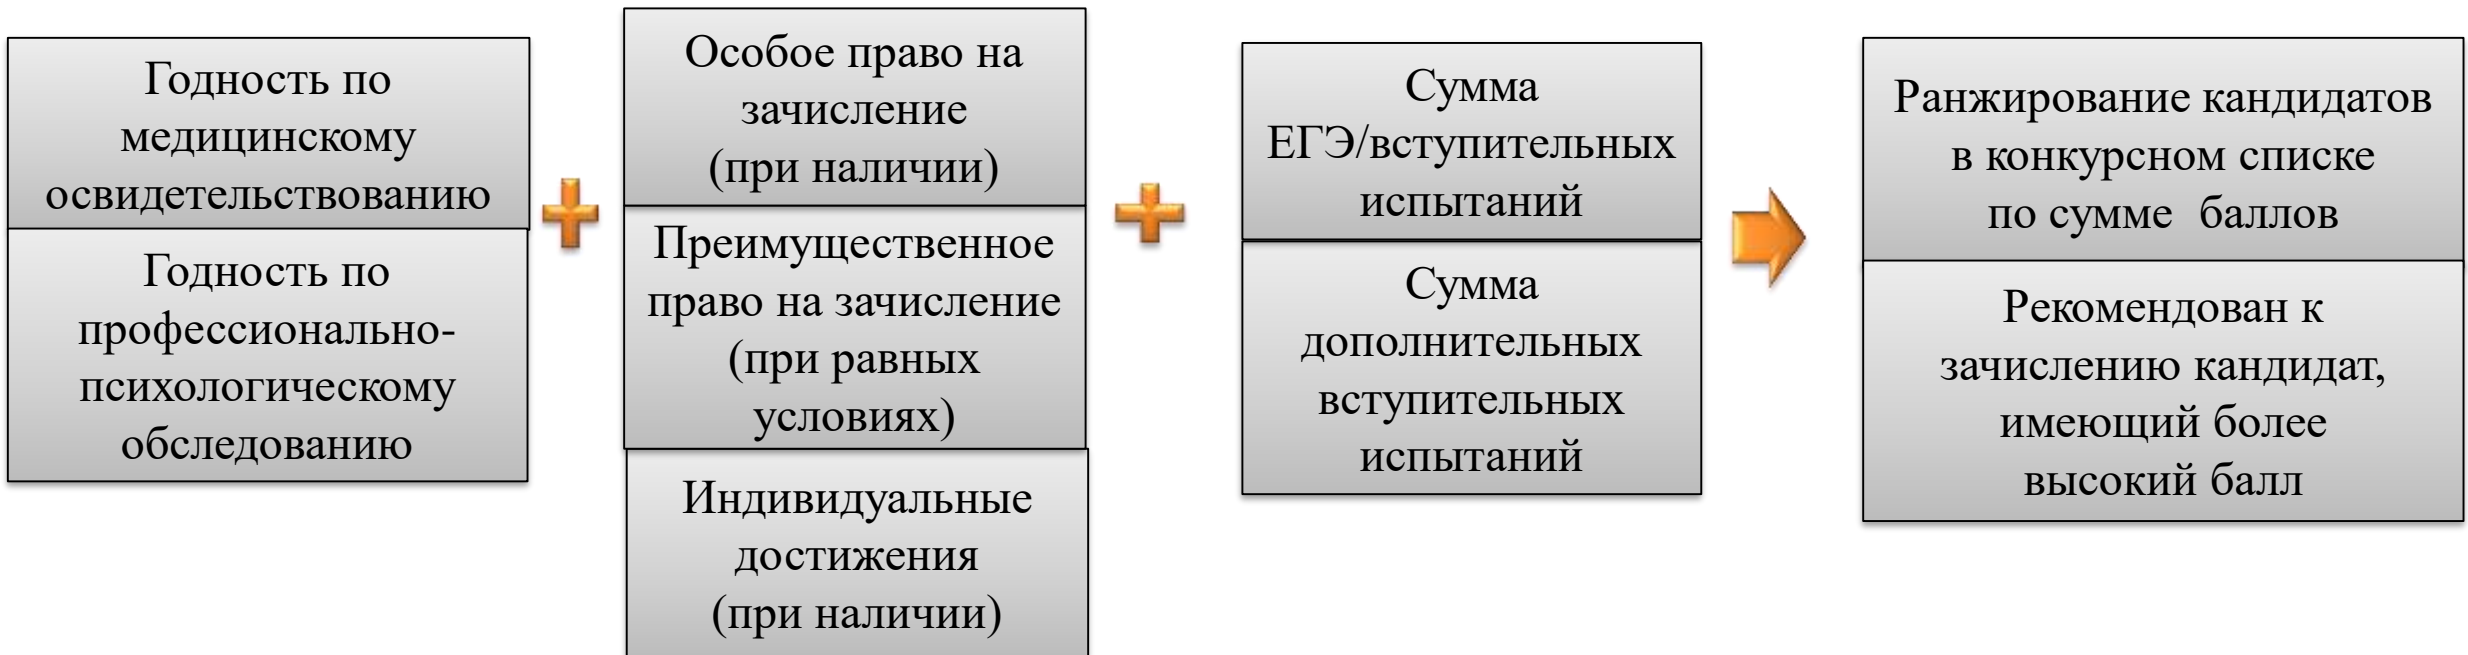 Годность по
медицинскому
освидетельствованию
Годность по
профессионально-
психологическому
обследованию
Особое право на
зачисление
(при наличии)
Преимущественное
право на зачисление
(при равных
условиях)
Индивидуальные
достижения
(при наличии)
Сумма
ЕГЭ/вступительных
испытаний
Сумма
дополнительных
вступительных
испытаний
Ранжирование кандидатов
в конкурсном списке
по сумме баллов
Рекомендован к
зачислению кандидат,
имеющий более
высокий балл